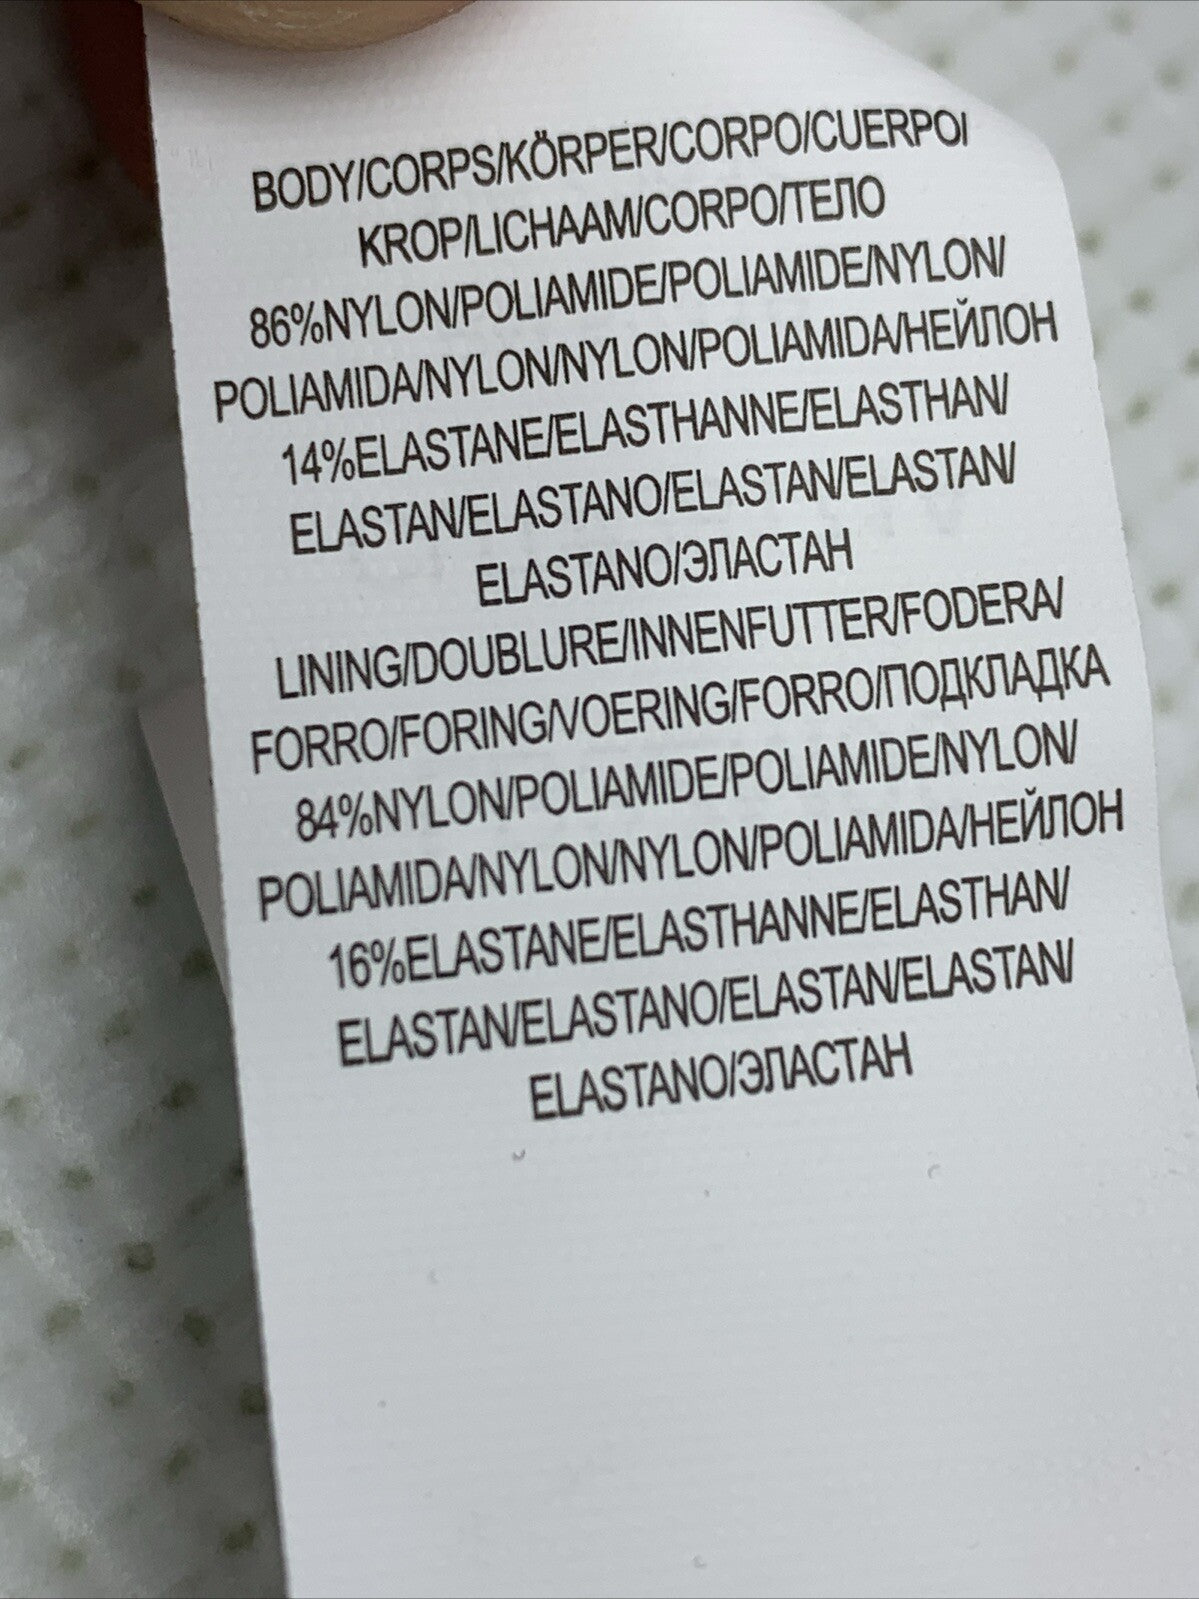 BODY/CORPS/KÖRPER/CORPO/CUERPO/
KROP/LICHAAM/CORPO/ТЕЛО
86%NYLON/POLIAMIDE/POLIAMIDE/NYLON/
POLIAMIDA/NYLON/NYLON/POLIAMIDA/НЕЙЛОН
14%ELASTANE/ELASTHANNE/ELASTHAN/
ELASTAN/ELASTANO/ELASTAN/ELASTAN/
ELASTANO/ЭЛАСТАН
LINING/DOUBLURE/INNENFUTTER/FODERA/
FORRO/FORING/VOERING/FORRO/ПОДКЛАДКА
84%NYLON/POLIAMIDE/POLIAMIDE/NYLON/
POLIAMIDA/NYLON/NYLON/POLIAMIDA/НЕЙЛОН
16%ELASTANE/ELASTHANNE/ELASTHAN/
ELASTAN/ELASTANO/ELASTAN/ELASTAN/
ELASTANO/ЭЛАСТАН